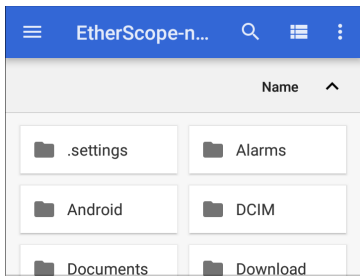 EtherScope-n...
Name
.settings
Alarms
Android
DCIM
Documents
Download